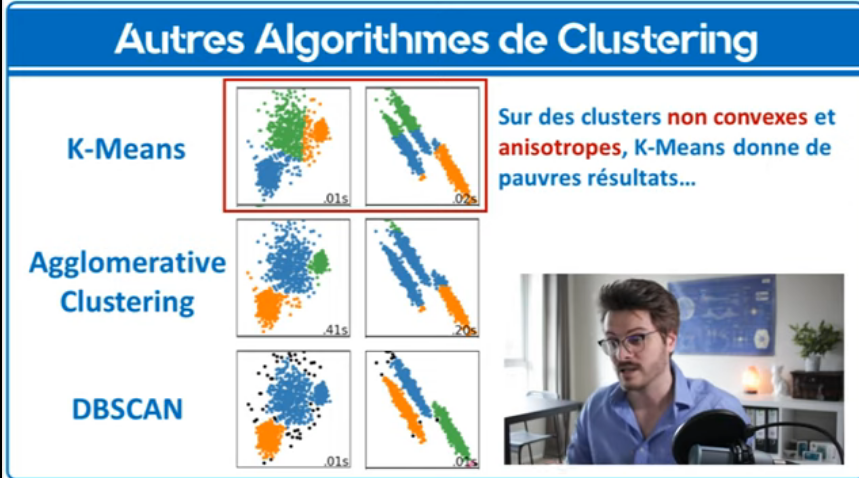 Autres Algorithmes de Clustering
K-Means
.01s
.02s
Sur des clusters non convexes et
anisotropes, K-Means donne de
pauvres résultats...
Agglomerative
Clustering
.41s
.20s
DBSCAN
.01s
.01s